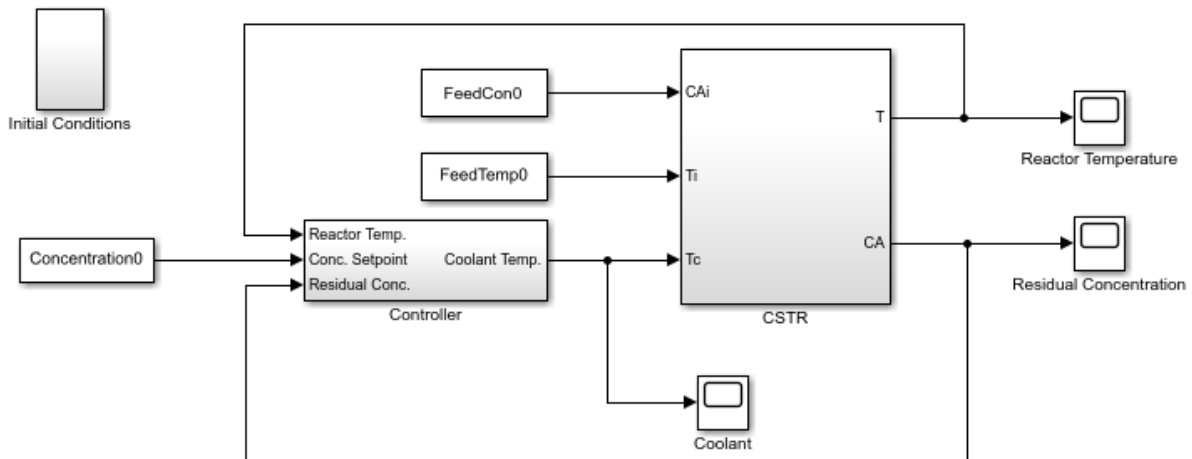 Initial Conditions
FeedCon0
FeedTemp0
Concentration0
Reactor Temp.
Conc. Setpoint
Residual Conc.
Coolant Temp.
Controller
CAi
Ti
Tc
T
CA
CSTR
Reactor Temperature
Residual Concentration
Coolant